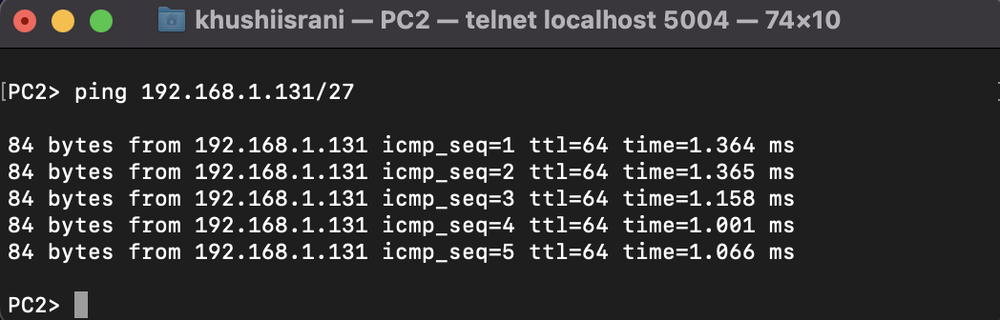 khushiisrani — PC2 — telnet localhost 5004 — 74×10
[PC2> ping 192.168.1.131/27 ]
84 bytes from 192.168.1.131 icmp_seq=1 ttl=64 time=1.364 ms
84 bytes from 192.168.1.131 icmp_seq=2 ttl=64 time=1.365 ms
84 bytes from 192.168.1.131 icmp_seq=3 ttl=64 time=1.158 ms
84 bytes from 192.168.1.131 icmp_seq=4 ttl=64 time=1.001 ms
84 bytes from 192.168.1.131 icmp_seq=5 ttl=64 time=1.066 ms
PC2>